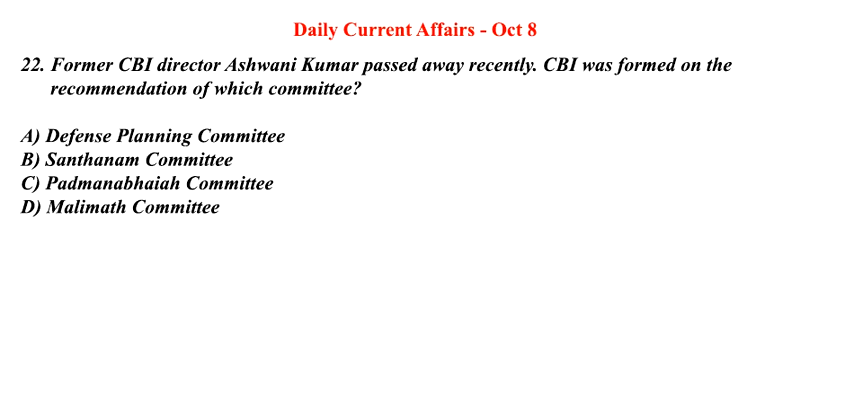 Daily Current Affairs - Oct 8
22. Former CBI director Ashwani Kumar passed away recently. CBI was formed on the
recommendation of which committee?
A) Defense Planning Committee
B) Santhanam Committee
C) Padmanabhaiah Committee
D) Malimath Committee